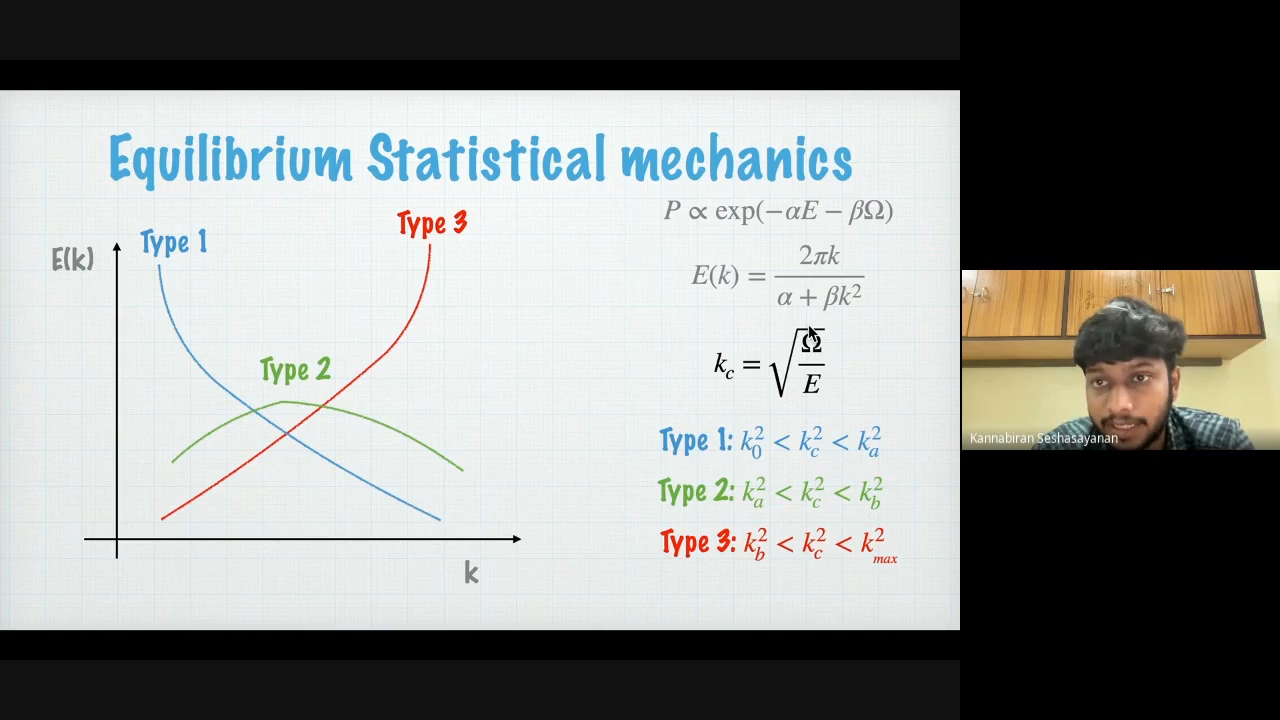 Equilibrium Statistical mechanics
E(k)
Type 1
Type 2
Type 3
k
P ∝ exp(−αE − βΩ)
E(k) = 2πk / (α + βk²)
k_c = √(Ω/E)
Type 1: k₀² < k_c² < k_a²
Type 2: k_a² < k_c² < k_b²
Type 3: k_b² < k_c² < k_max²
Kannabiran Seshasayanan